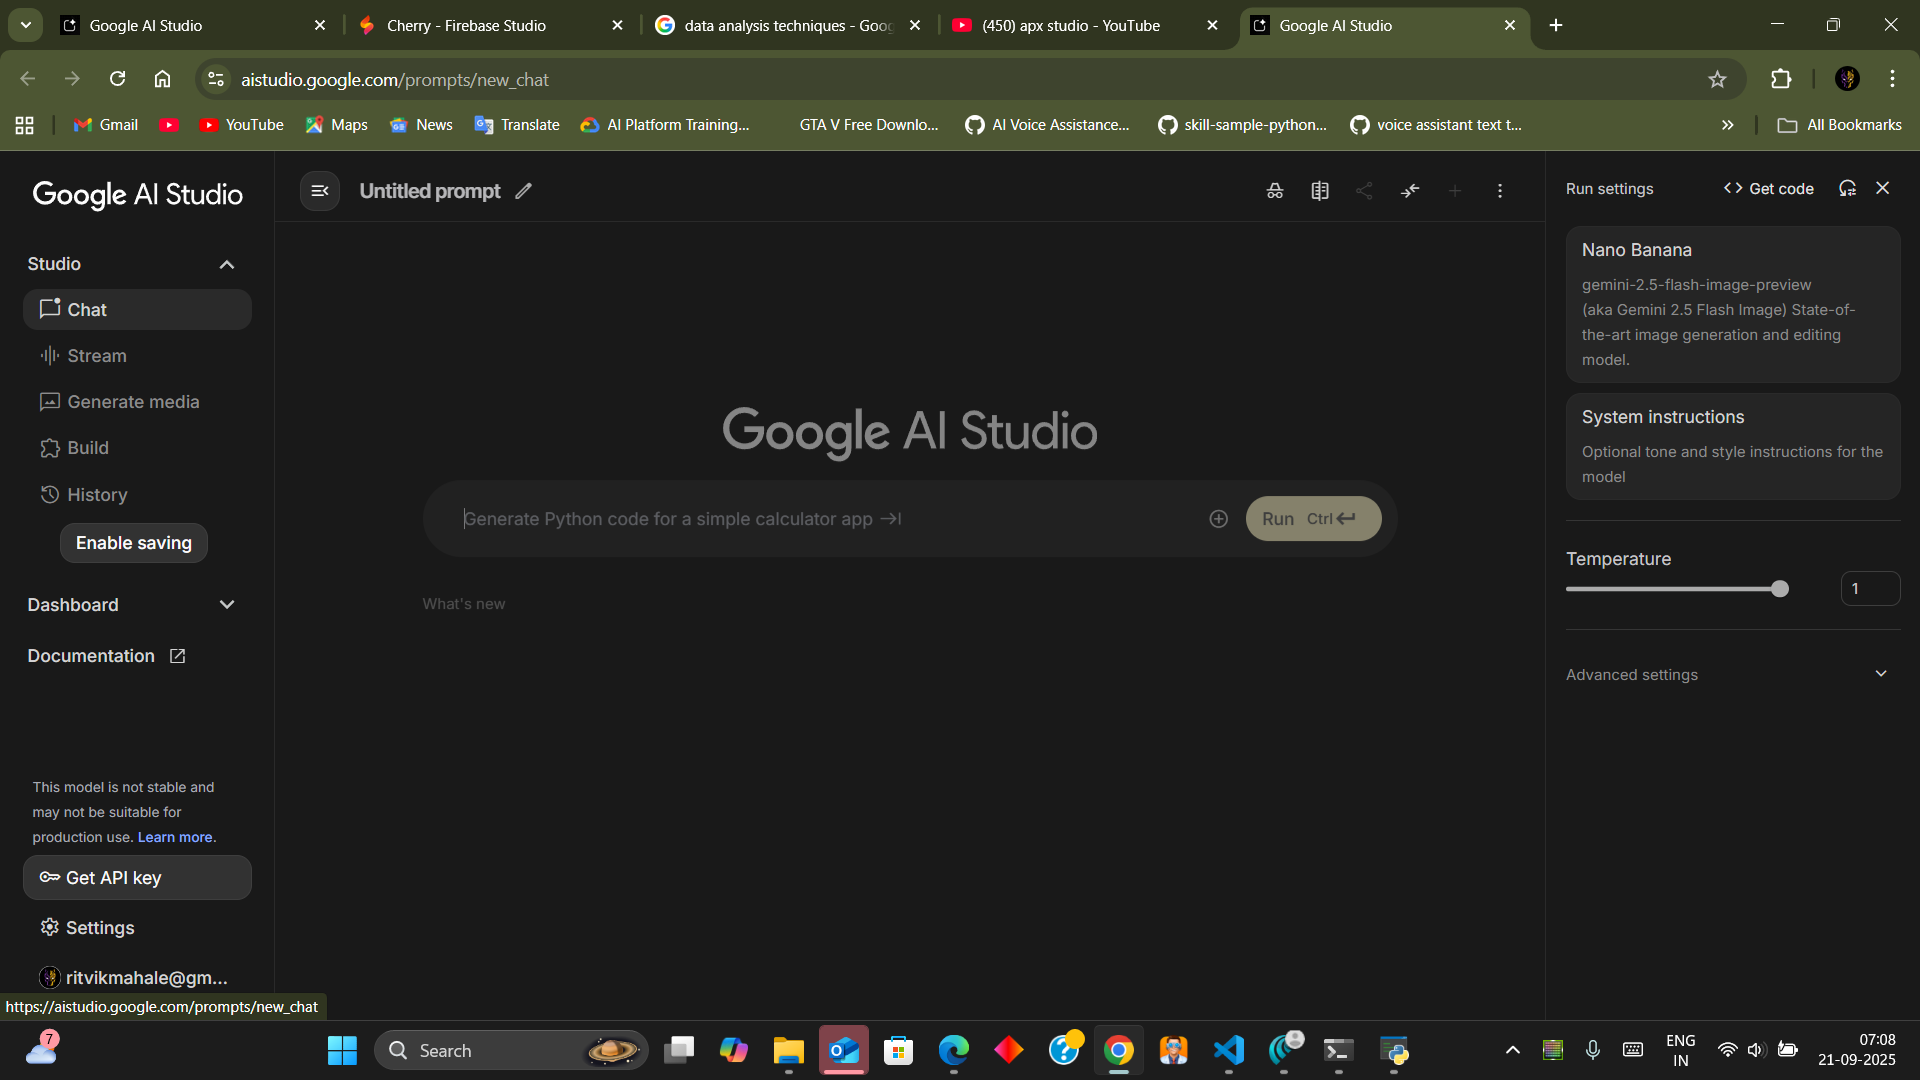 Google AI Studio
Cherry - Firebase Studio
data analysis techniques - Goog
(450) apx studio - YouTube
Google AI Studio
aistudio.google.com/prompts/new_chat
Gmail
YouTube
Maps
News
Translate
AI Platform Training...
GTA V Free Downlo...
AI Voice Assistance...
skill-sample-python...
voice assistant text t...
All Bookmarks
Google AI Studio
Studio
Chat
Stream
Generate media
Build
History
Enable saving
Dashboard
Documentation
This model is not stable and
may not be suitable for
production use. Learn more.
Get API key
Settings
ritvikmahale@gm...
https://aistudio.google.com/prompts/new_chat
Untitled prompt
Google AI Studio
Generate Python code for a simple calculator app
Run Ctrl
What's new
Run settings
Get code
Nano Banana
gemini-2.5-flash-image-preview
(aka Gemini 2.5 Flash Image) State-of-
the-art image generation and editing
model.
System instructions
Optional tone and style instructions for the
model
Temperature
1
Advanced settings
7
Search
ENG
IN
07:08
21-09-2025